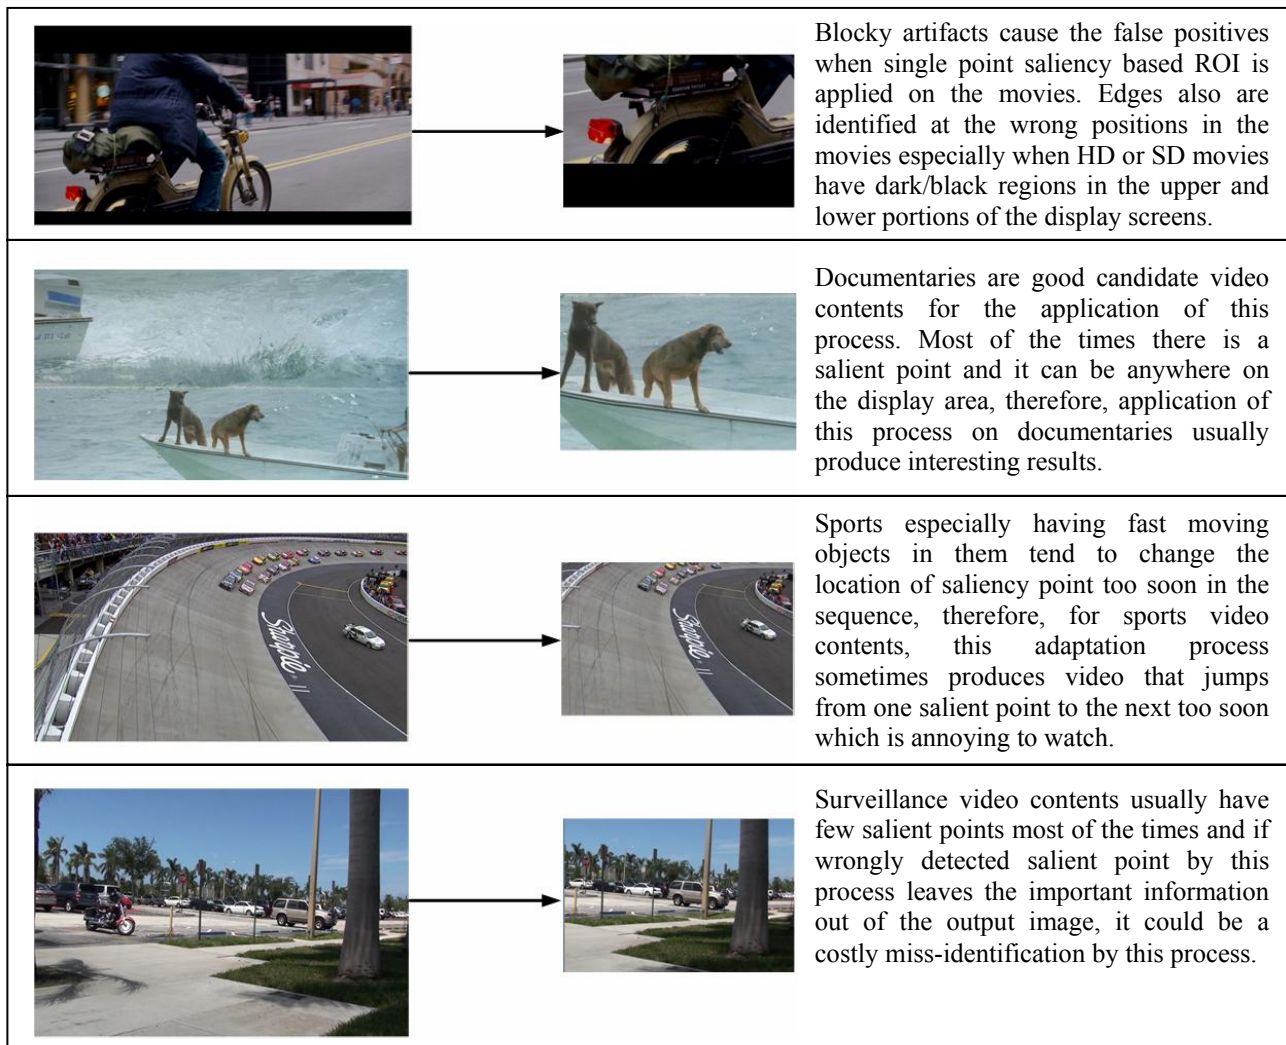 Blocky artifacts cause the false positives
when single point saliency based ROI is
applied on the movies. Edges also are
identified at the wrong positions in the
movies especially when HD or SD movies
have dark/black regions in the upper and
lower portions of the display screens.
Documentaries are good candidate video
contents for the application of this
process. Most of the times there is a
salient point and it can be anywhere on
the display area, therefore, application of
this process on documentaries usually
produce interesting results.
Sports especially having fast moving
objects in them tend to change the
location of saliency point too soon in the
sequence, therefore, for sports video
contents, this adaptation process
sometimes produces video that jumps
from one salient point to the next too soon
which is annoying to watch.
Sharpie
Sharpie
Surveillance video contents usually have
few salient points most of the times and if
wrongly detected salient point by this
process leaves the important information
out of the output image, it could be a
costly miss-identification by this process.